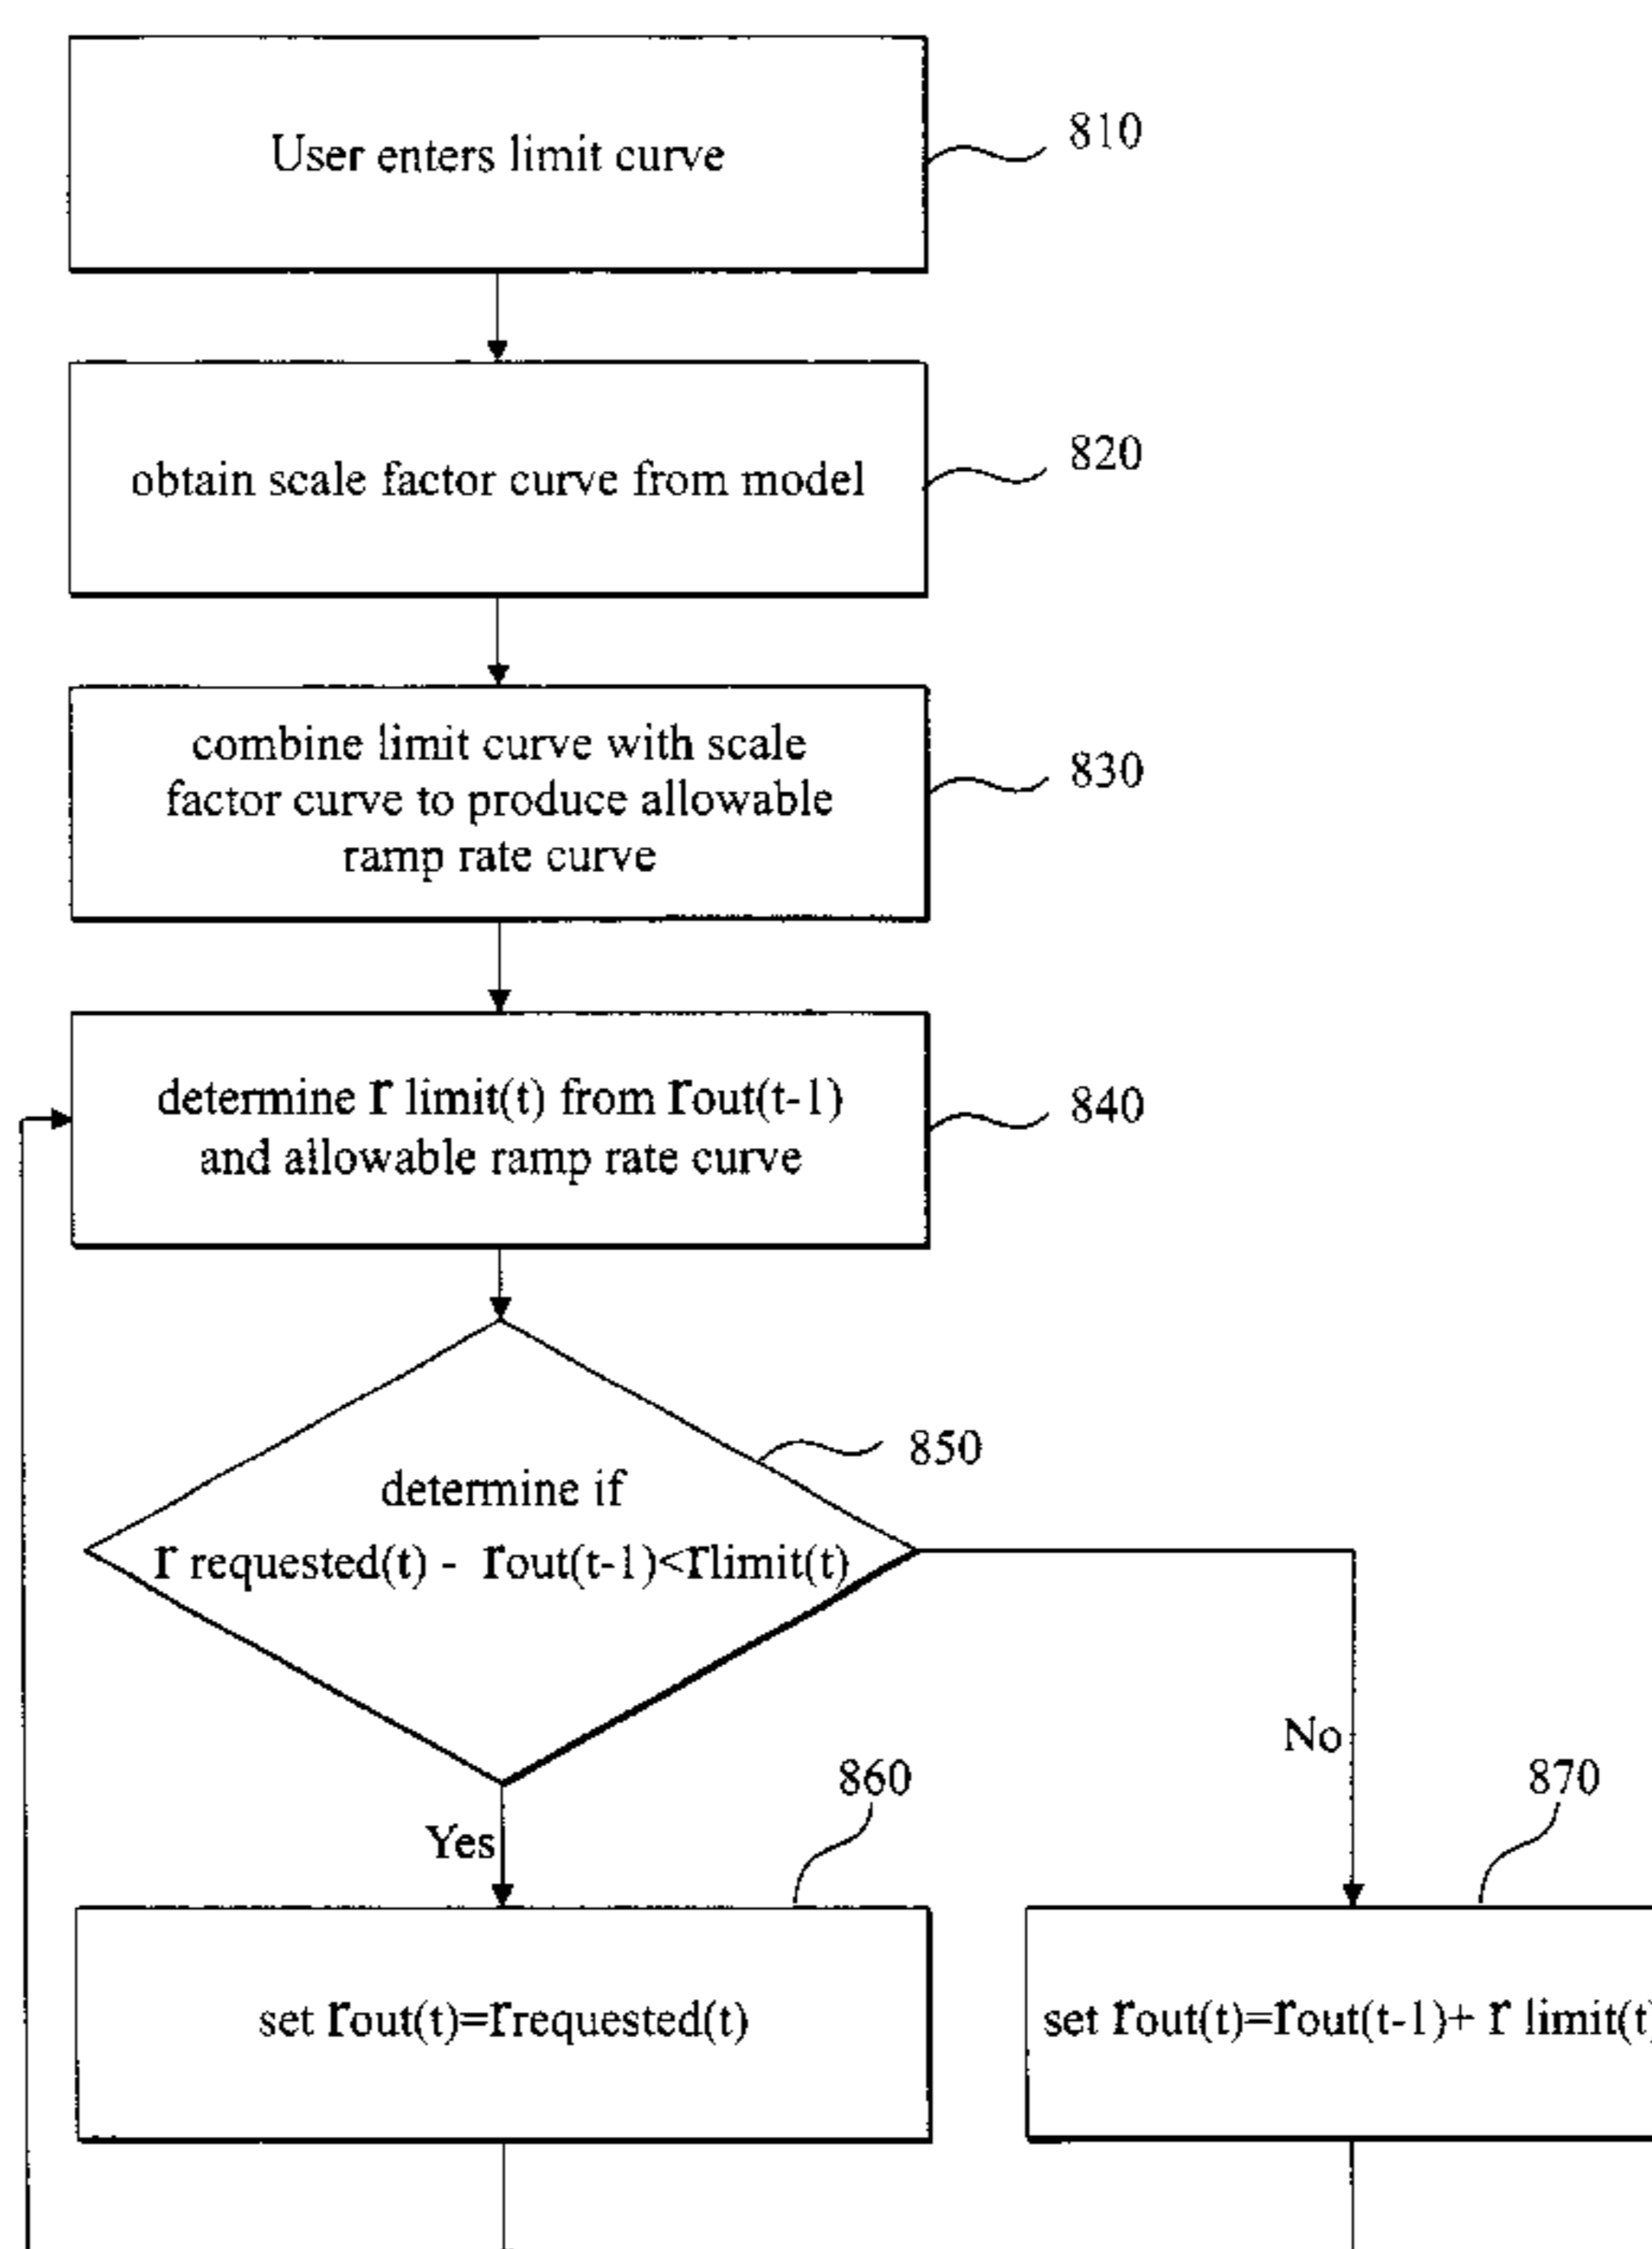 User enters limit curve
810
obtain scale factor curve from model
820
combine limit curve with scale
factor curve to produce allowable
ramp rate curve
830
determine r limit(t) from rout(t-1)
and allowable ramp rate curve
840
850
determine if
r requested(t) - rout(t-1)<rlimit(t)
No
Yes
860
870
set rout(t)=rrequested(t)
set rout(t)=rout(t-1)+ r limit(t)